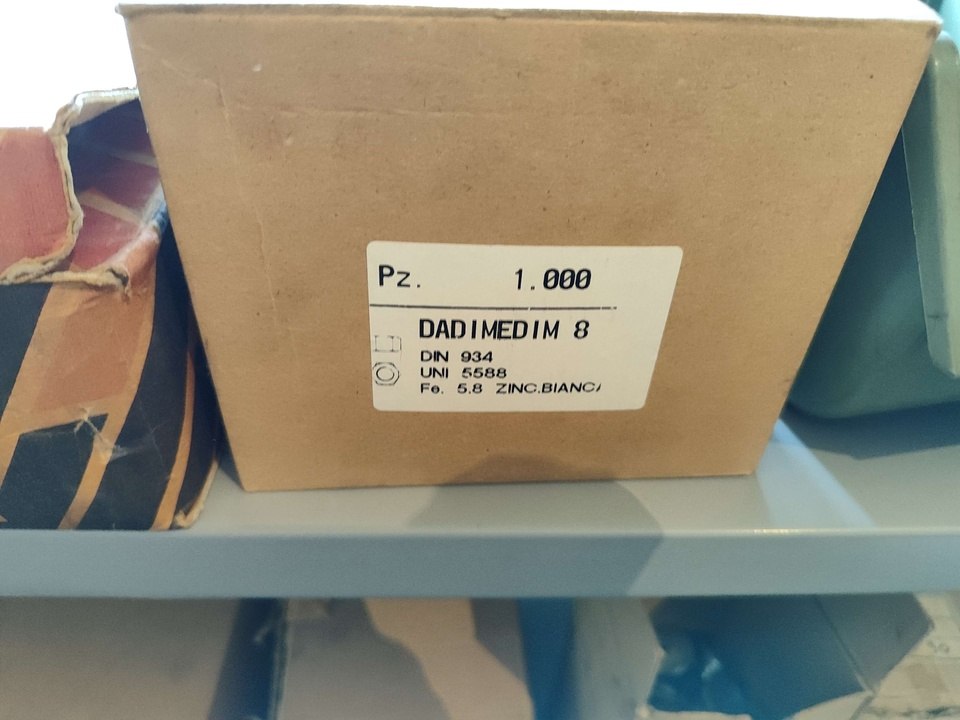 Pz. 1.000
DADIMEDIM 8
DIN 934
UNI 5588
Fe. 5.8 ZINC.BIANC